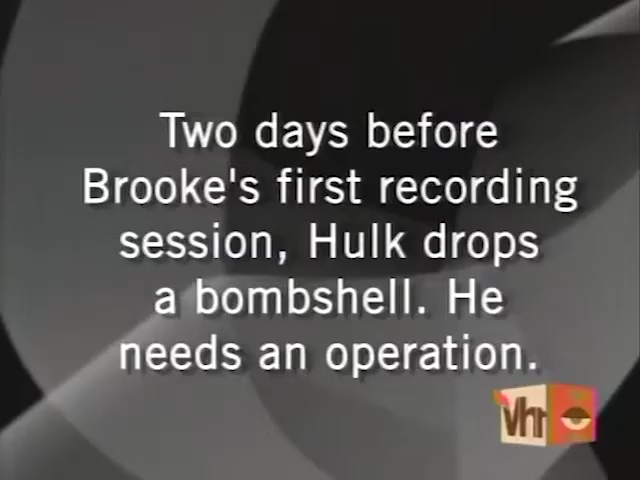 Two days before
Brooke's first recording
session, Hulk drops
a bombshell. He
needs an operation.
Vh1